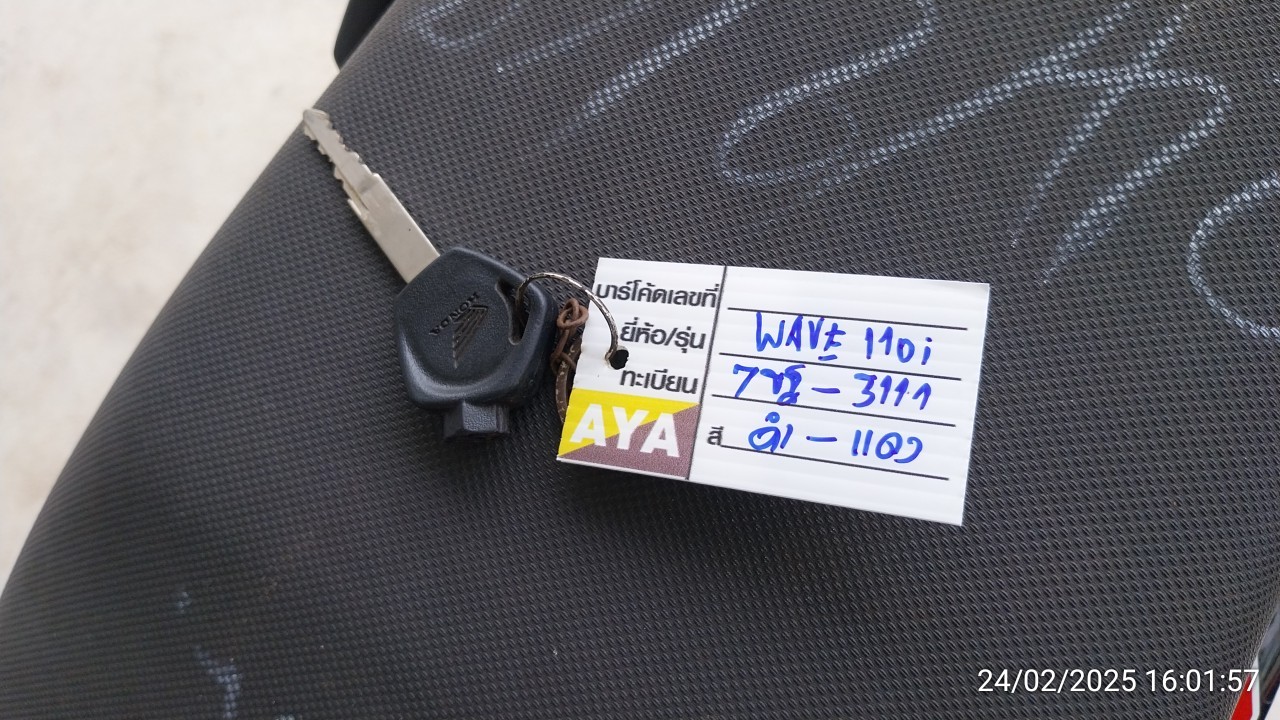 HONDA
บาร์โค้ดเลขที่
ยี่ห้อ/รุ่น WAVE 110i
ทะเบียน 7ขฐ - 3111
AYA
สี ดำ - แดง
24/02/2025 16:01:57